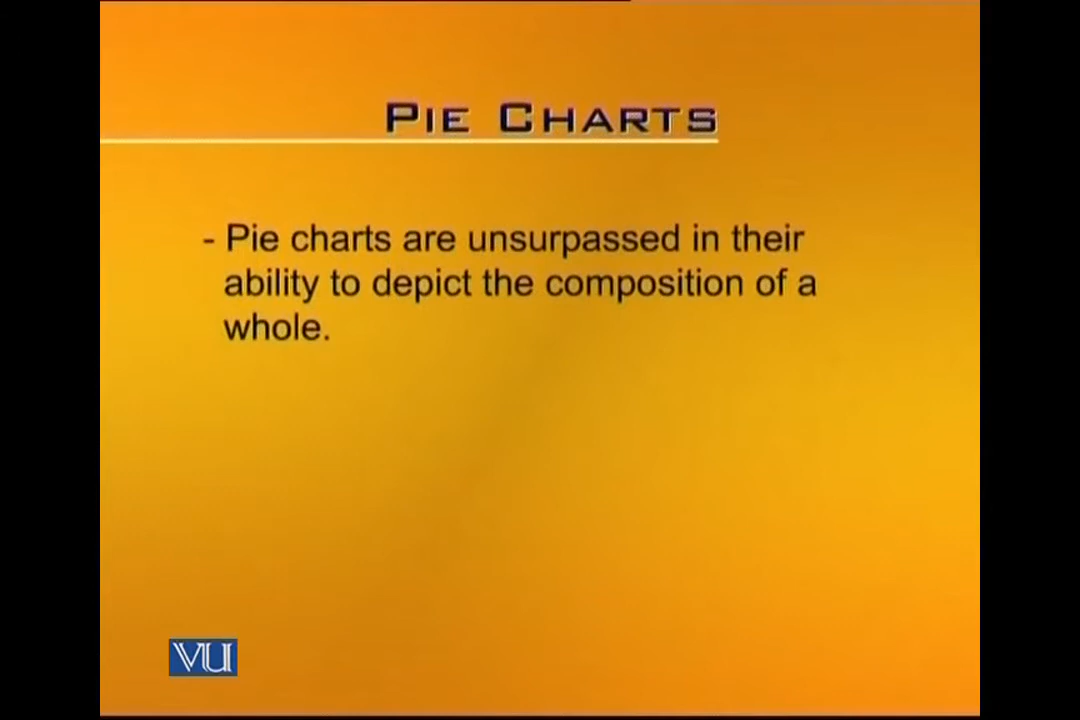 PIE CHARTS
- Pie charts are unsurpassed in their
ability to depict the composition of a
whole.
VU